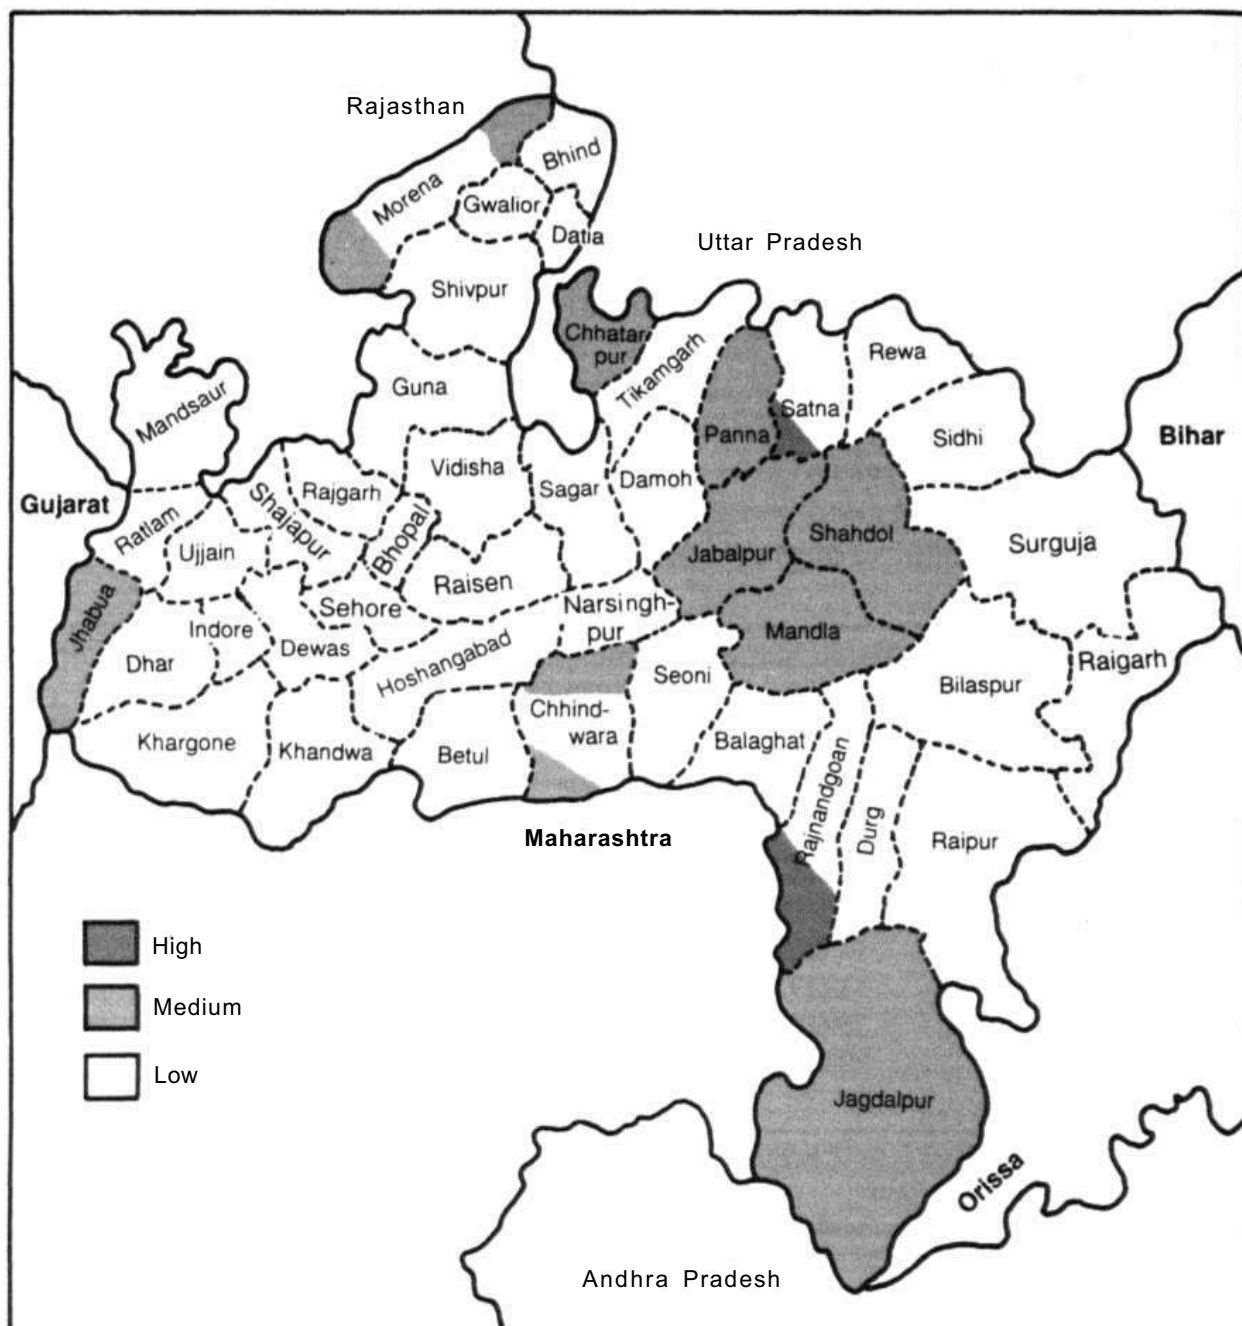 Rajasthan
Bhind
Morena
Gwalior
Datia
Uttar Pradesh
Shivpur
Chhatar
pur
Tikamgarh
Rewa
Guna
Mandsaur
Satna
Panna
Sidhi
Bihar
Vidisha
Sagar
Damoh
Gujarat
Rajgarh
Shajapur
Bhopal
Ratlam
Ujjain
Shahdol
Surguja
Jabalpur
Raisen
Sehore
Narsingh-
pur
Jhabua
Indore
Dewas
Mandla
Dhar
Hoshangabad
Seoni
Raigarh
Bilaspur
Chhind-
wara
Khargone
Khandwa
Betul
Balaghat
Rajnandgoan
Durg
Raipur
Maharashtra
High
Medium
Low
Jagdalpur
Orissa
Andhra Pradesh